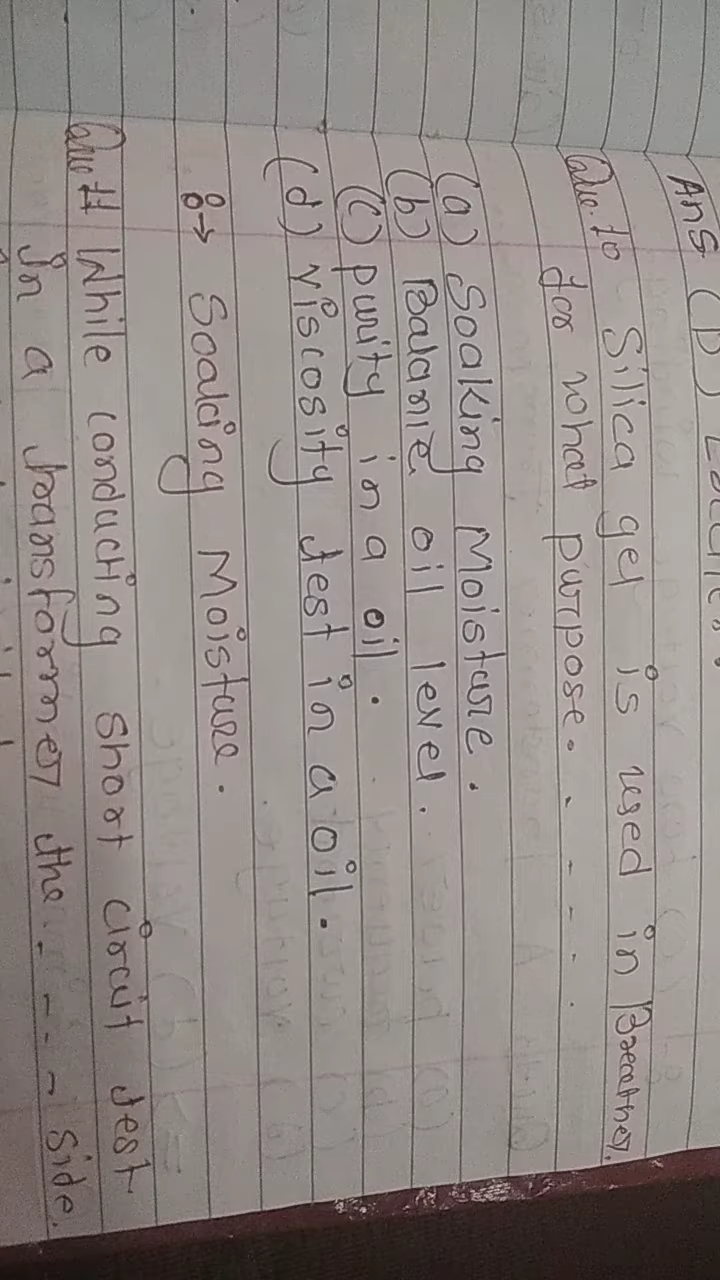 Ans (D)
Que. 10 Silica gel is used in Breather.
for what purpose. - - - -
(a) Soaking Moisture.
(b) Balance oil level.
(c) purity in a oil.
(d) viscosity test in a oil.
→ Soaking Moisture.
Que 11 While conducting short circuit test
in a transformer the - - - - side.